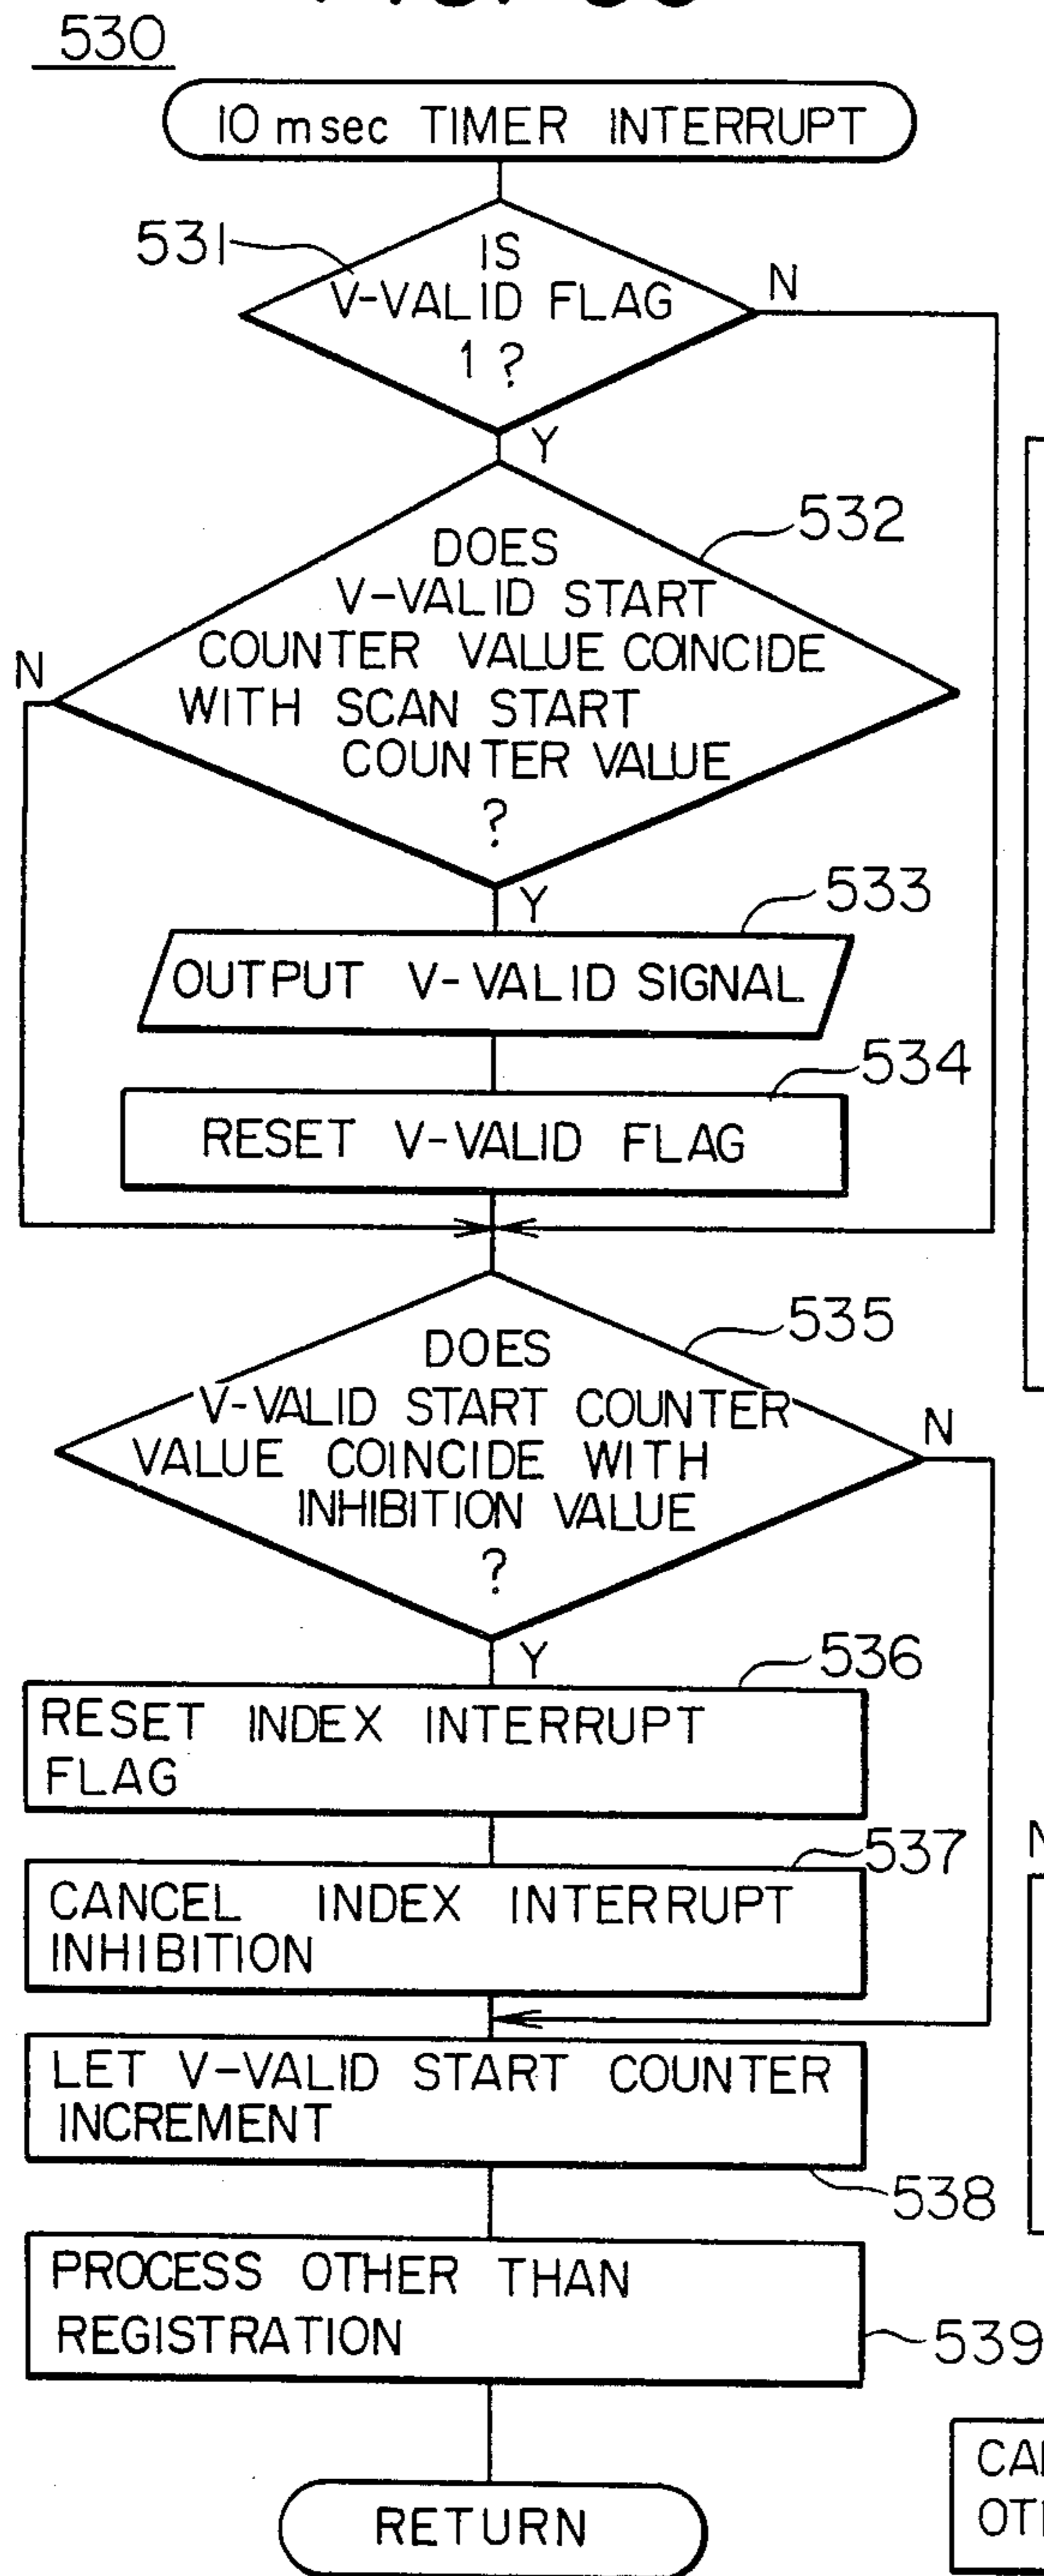 530
10 msec TIMER INTERRUPT
531
IS
V-VALID FLAG
1 ?
N
Y
532
DOES
V-VALID START
COUNTER VALUE COINCIDE
WITH SCAN START
COUNTER VALUE
?
N
Y
533
OUTPUT V-VALID SIGNAL
534
RESET V-VALID FLAG
535
DOES
V-VALID START COUNTER
VALUE COINCIDE WITH
INHIBITION VALUE
?
N
Y
536
RESET INDEX INTERRUPT
FLAG
537
CANCEL INDEX INTERRUPT
INHIBITION
N
LET V-VALID START COUNTER
INCREMENT
538
PROCESS OTHER THAN
REGISTRATION
539
RETURN